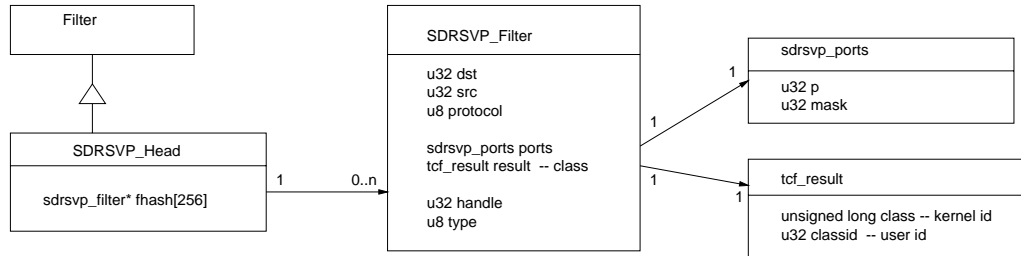 Filter
SDRSVP_Head
sdrsvp_filter* fhash[256]
1
0..n
SDRSVP_Filter
u32 dst
u32 src
u8 protocol
sdrsvp_ports ports
tcf_result result -- class
u32 handle
u8 type
1
1
sdrsvp_ports
u32 p
u32 mask
1
1
tcf_result
unsigned long class -- kernel id
u32 classid -- user id